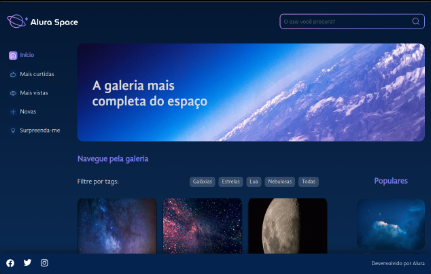 Alura Space
O que você procura?
Início
Mais curtidas
Mais vistas
Novas
Surpreenda-me
A galeria mais
completa do espaço
Navegue pela galeria
Filtre por tags:
Galáxias
Estrelas
Lua
Nebulosas
Todas
Populares
Desenvolvido por Alura